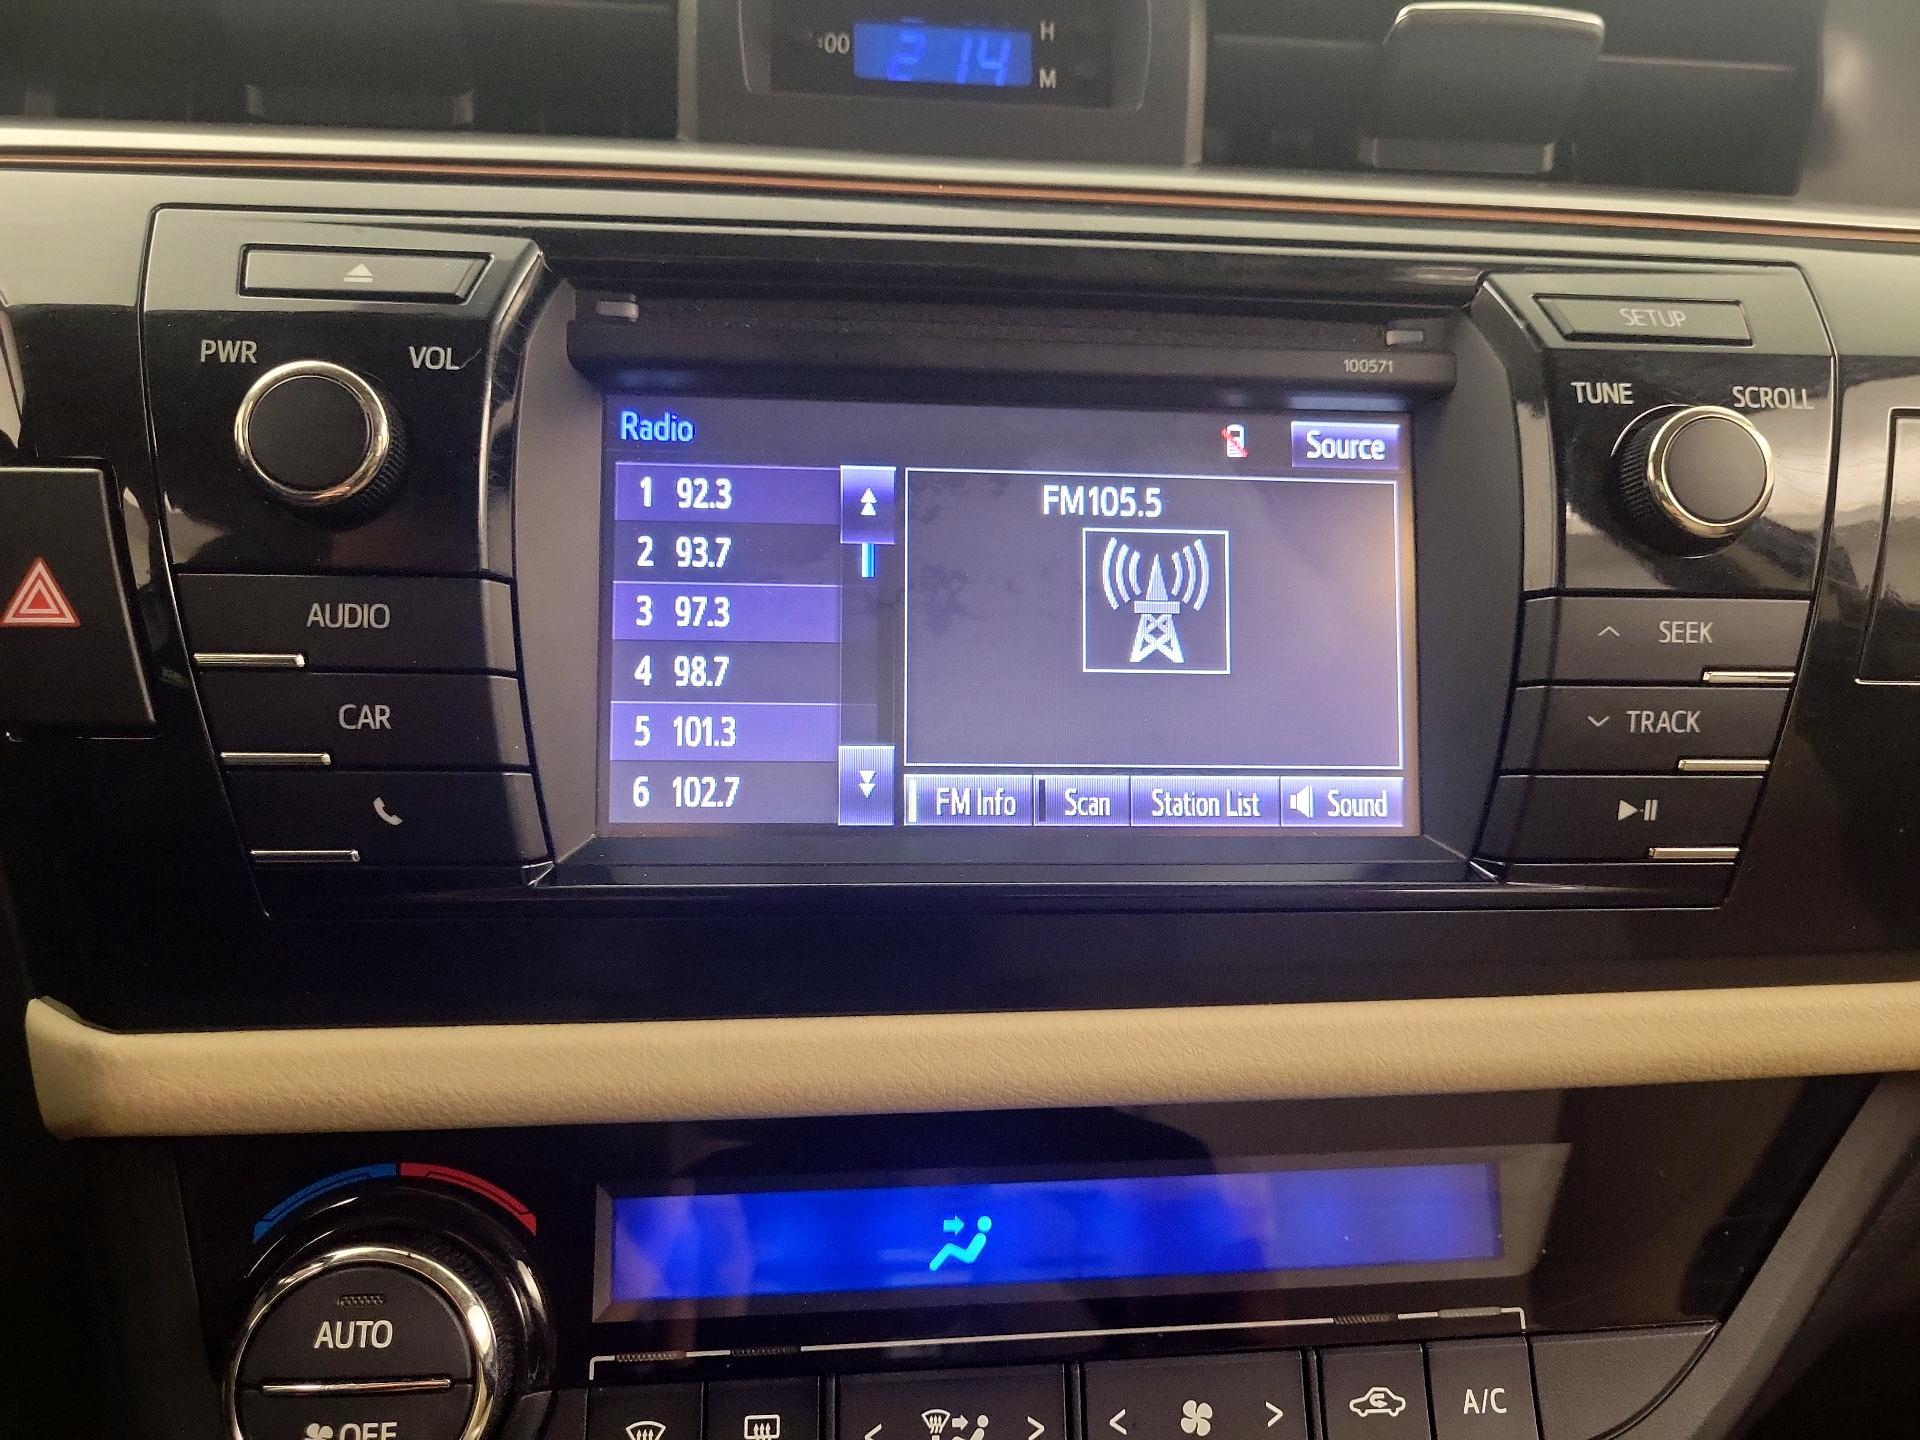 :00 2 14 H
M
PWR VOL
SETUP
TUNE SCROLL
100571
Radio Source
1 92.3
2 93.7
3 97.3
4 98.7
5 101.3
6 102.7
FM105.5
FM Info Scan Station List Sound
AUDIO
CAR
SEEK
TRACK
AUTO
OFF
A/C